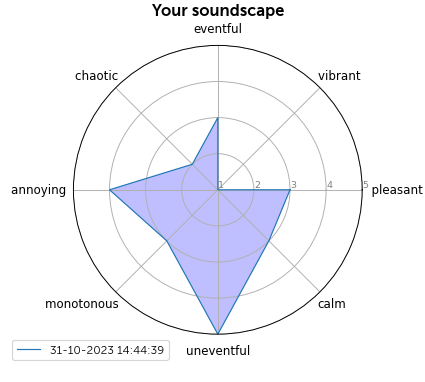 Your soundscape
eventful
chaotic
vibrant
annoying
1 2 3 4 5
pleasant
monotonous
calm
uneventful
31-10-2023 14:44:39